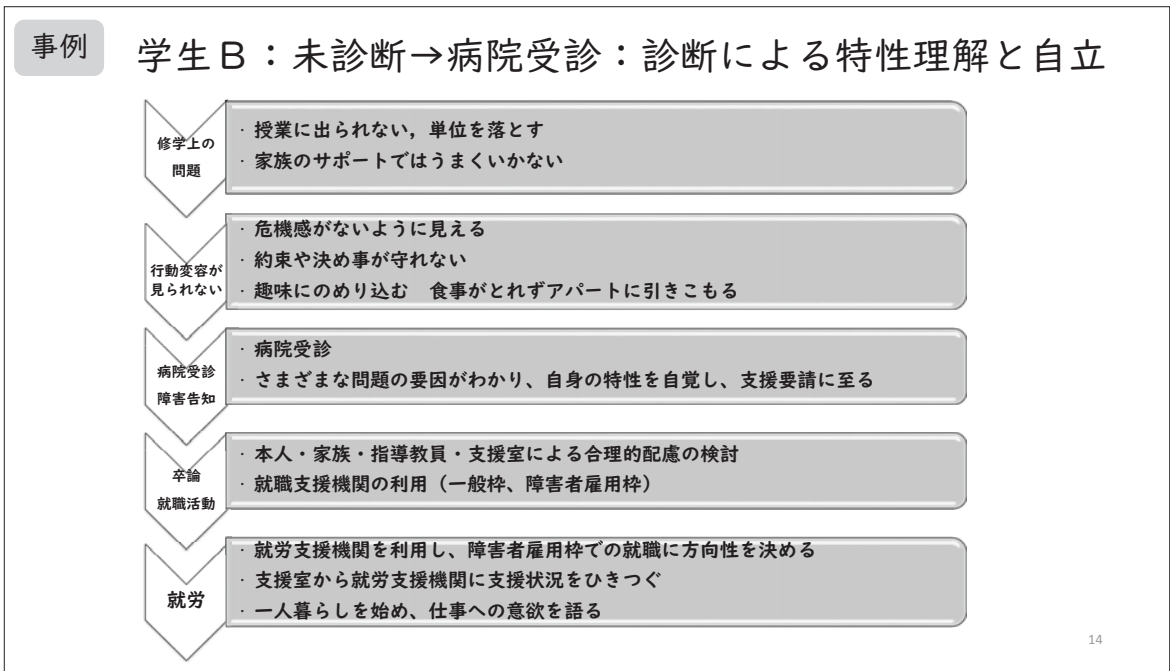 事例
学生B：未診断→病院受診：診断による特性理解と自立
修学上の
問題
・授業に出られない，単位を落とす
・家族のサポートではうまくいかない
行動変容が
見られない
・危機感がないように見える
・約束や決め事が守れない
・趣味にのめり込む　食事がとれずアパートに引きこもる
病院受診
障害告知
・病院受診
・さまざまな問題の要因がわかり、自身の特性を自覚し、支援要請に至る
卒論
就職活動
・本人・家族・指導教員・支援室による合理的配慮の検討
・就職支援機関の利用（一般枠、障害者雇用枠）
就労
・就労支援機関を利用し、障害者雇用枠での就職に方向性を決める
・支援室から就労支援機関に支援状況をひきつぐ
・一人暮らしを始め、仕事への意欲を語る
14